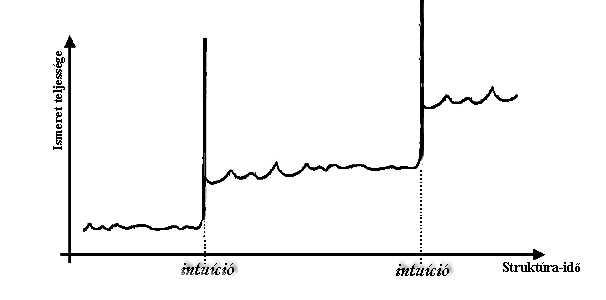 Ismeret teljessége
intuíció
intuíció
Struktúra-idő